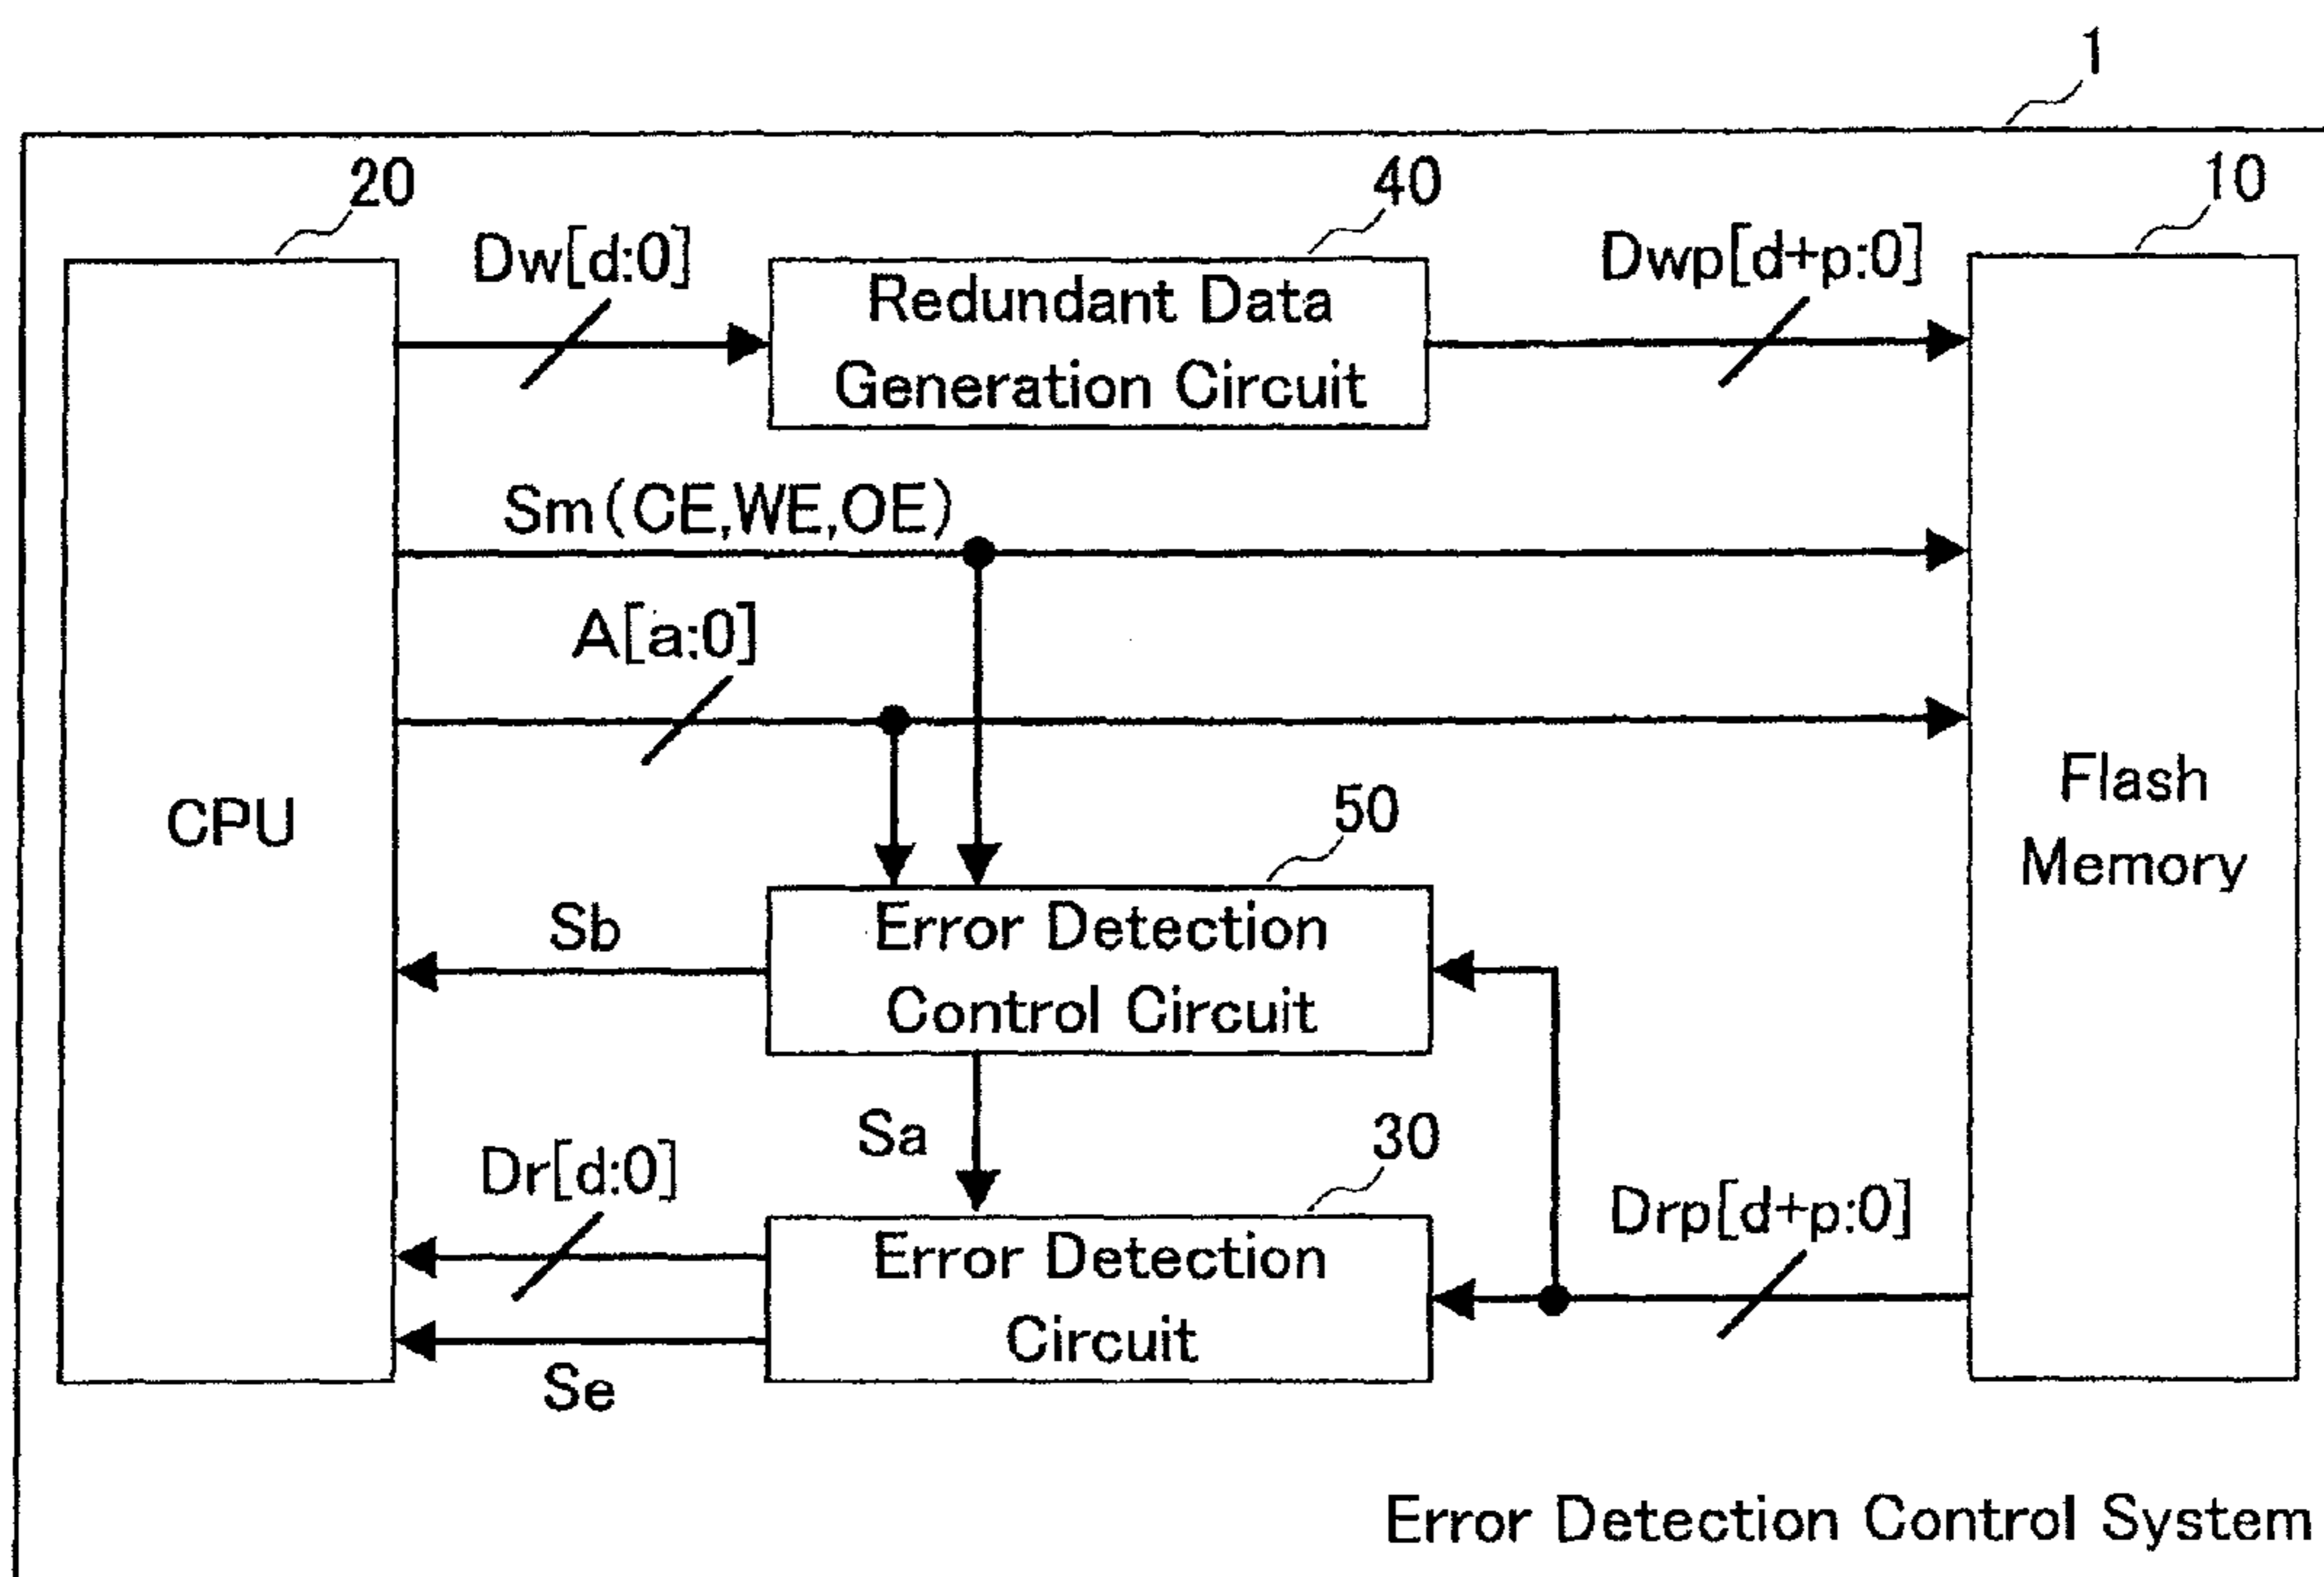 1
20
40
10
Dw[d:0]
Dwp[d+p:0]
Redundant Data
Generation Circuit
Sm(CE,WE,OE)
A[a:0]
CPU
Flash
Memory
50
Error Detection
Control Circuit
Sb
Sa
30
Dr[d:0]
Drp[d+p:0]
Error Detection
Circuit
Se
Error Detection Control System